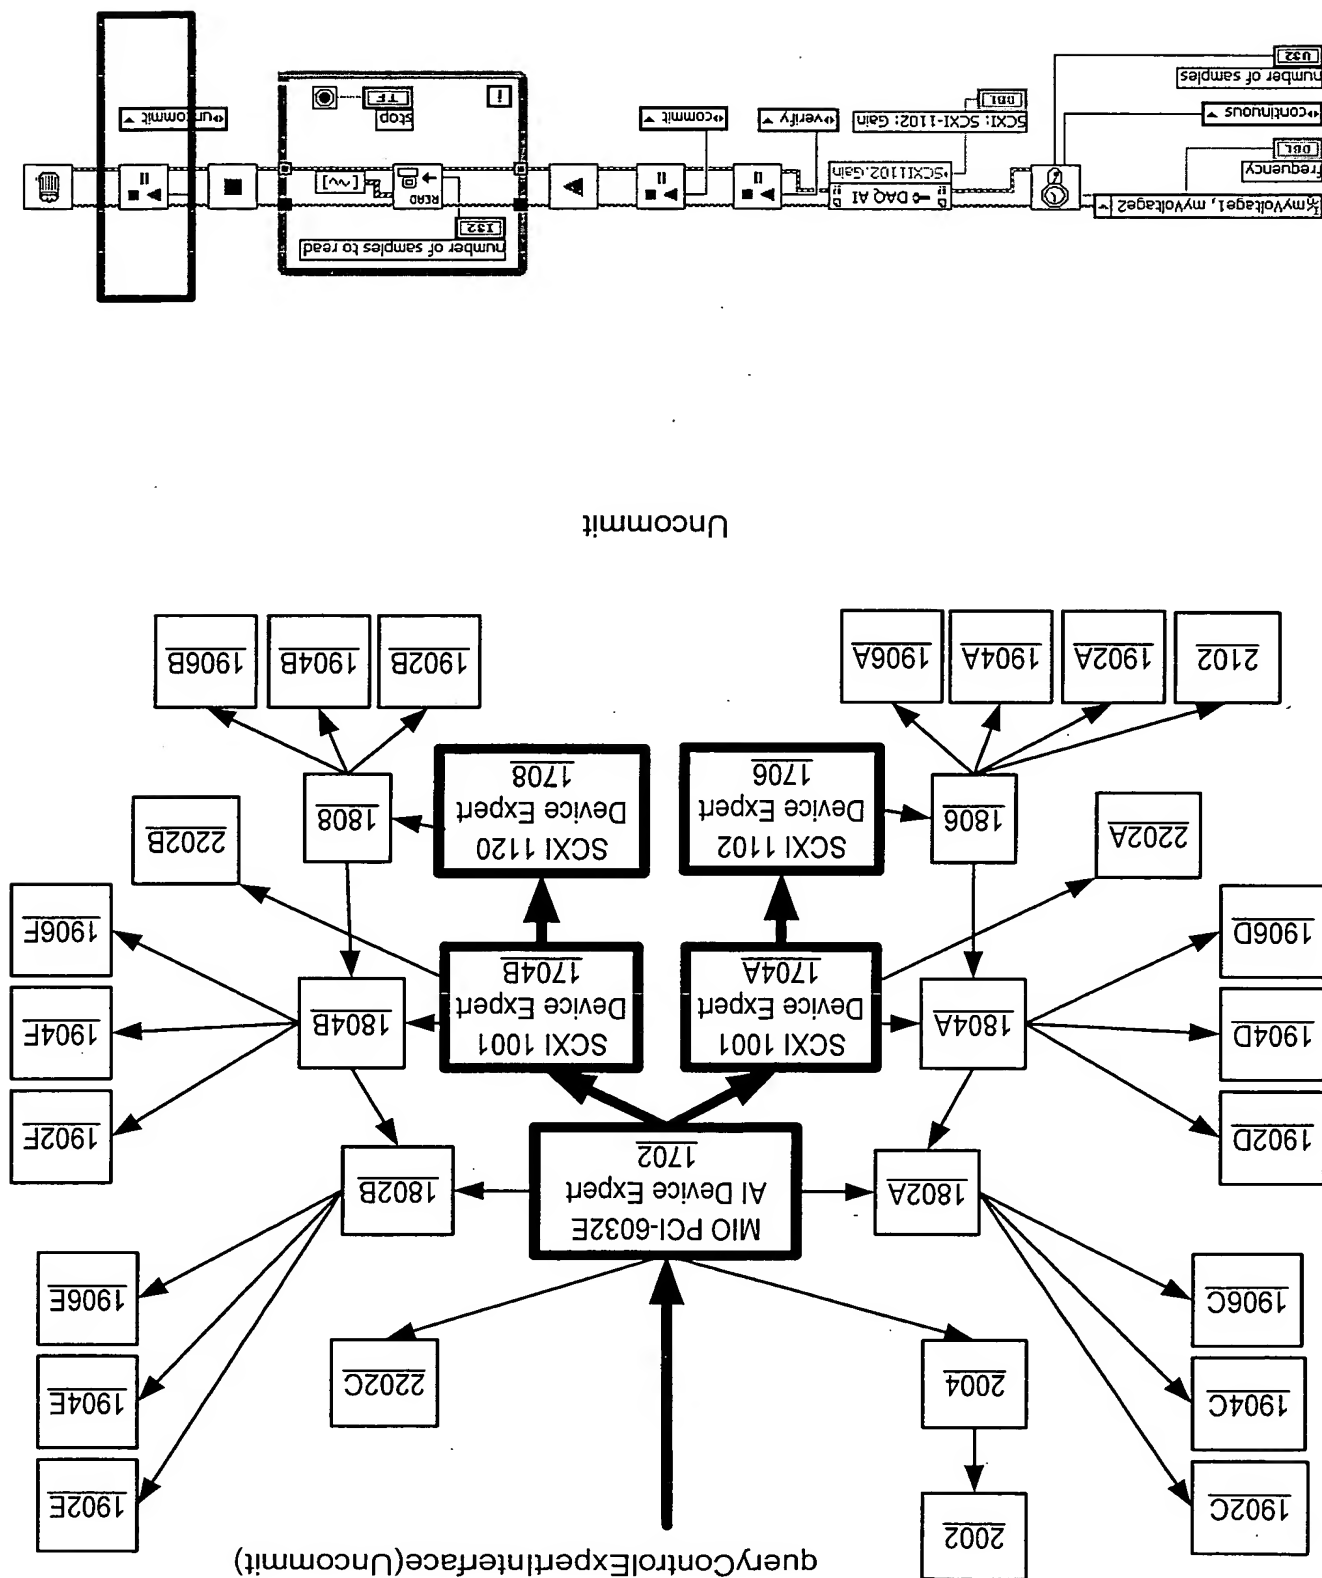 queryControlExpertInterface(Uncommit)
1902C
2002
1902E
1904C
2004
2202C
1904E
1906C
1906E
MIO PCI-6032E
AI Device Expert
1702
1802A
1802B
1902D
1902F
1904D
1804A
SCXI 1001
Device Expert
1704A
SCXI 1001
Device Expert
1704B
1804B
1904F
1906D
1906F
2202A
2202B
1806
SCXI 1102
Device Expert
1706
SCXI 1120
Device Expert
1708
1808
2102
1902A
1904A
1906A
1902B
1904B
1906B
Uncommit
myVoltage1, myVoltage2
frequency
DBL
continuous
number of samples
U32
DAQ AI
SCXI1102.Gain
SCXI: SCXI-1102: Gain
DBL
verify
commit
number of samples to read
I32
READ
stop
TF
i
uncommit